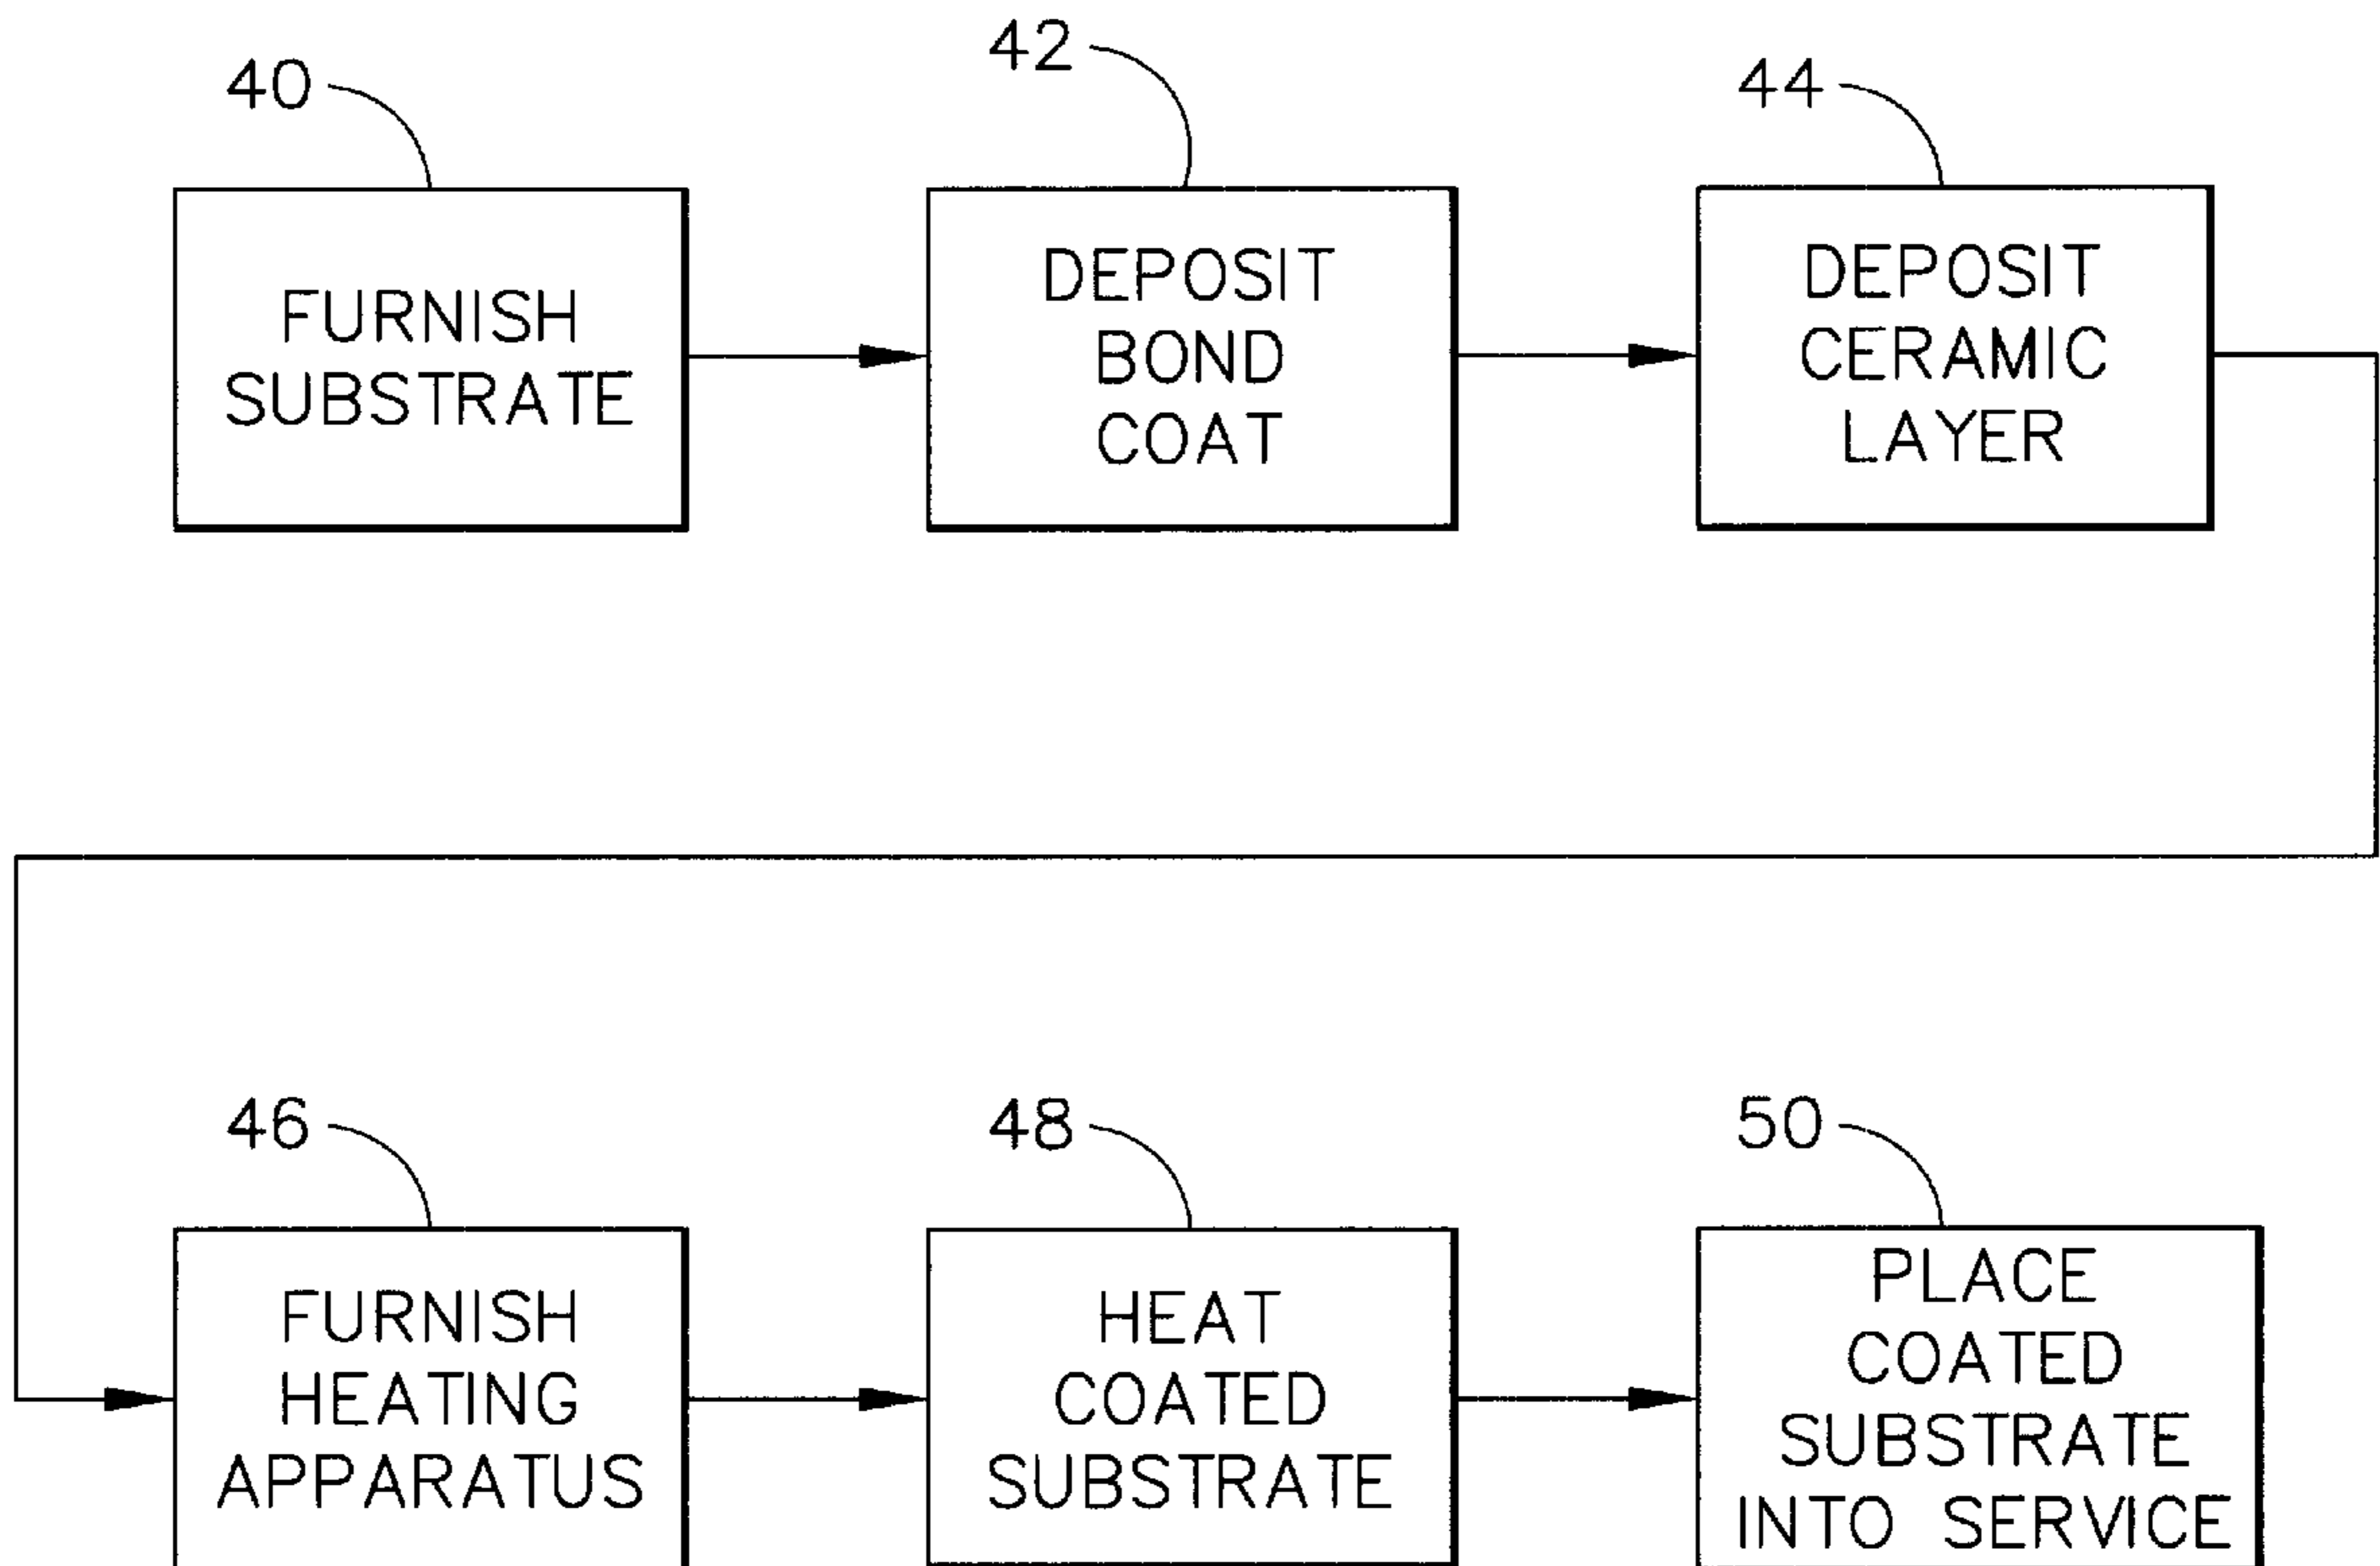 40
FURNISH
SUBSTRATE
42
DEPOSIT
BOND
COAT
44
DEPOSIT
CERAMIC
LAYER
46
FURNISH
HEATING
APPARATUS
48
HEAT
COATED
SUBSTRATE
50
PLACE
COATED
SUBSTRATE
INTO SERVICE